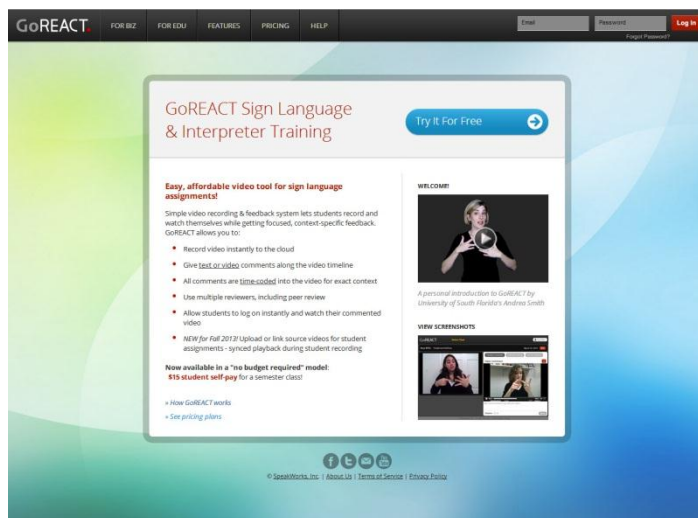 GoREACT.
FOR BIZ
FOR EDU
FEATURES
PRICING
HELP
Email
Password
Log In
Forgot Password?
GoREACT Sign Language
& Interpreter Training
Try It For Free
Easy, affordable video tool for sign language
assignments!
Simple video recording & feedback system lets students record and
watch themselves while getting focused, context-specific feedback.
GoREACT allows you to:
• Record video instantly to the cloud
• Give text or video comments along the video timeline
• All comments are time-coded into the video for exact context
• Use multiple reviewers, including peer review
• Allow students to log on instantly and watch their commented
video
• NEW for Fall 2013! Upload or link source videos for student
assignments - synced playback during student recording
Now available in a "no budget required" model:
$15 student self-pay for a semester class!
» How GoREACT works
» See pricing plans
WELCOME!
A personal introduction to GoREACT by
University of South Florida's Andrea Smith
VIEW SCREENSHOTS
GoREACT
© SpeakWorks, Inc. | About Us | Terms of Service | Privacy Policy